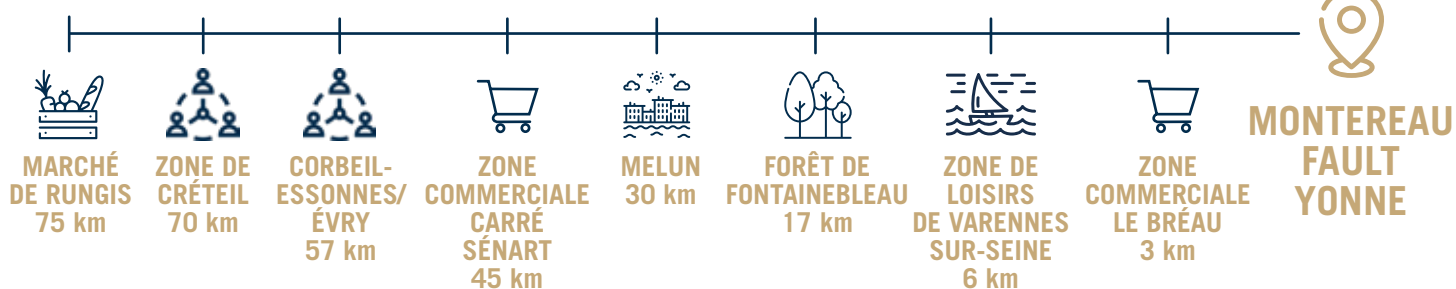 MARCHÉ
DE RUNGIS
75 km
ZONE DE
CRÉTEIL
70 km
CORBEIL-
ESSONNES/
ÉVRY
57 km
ZONE
COMMERCIALE
CARRÉ
SÉNART
45 km
MELUN
30 km
FORÊT DE
FONTAINEBLEAU
17 km
ZONE DE
LOISIRS
DE VARENNES
SUR-SEINE
6 km
ZONE
COMMERCIALE
LE BRÉAU
3 km
MONTEREAU
FAULT
YONNE